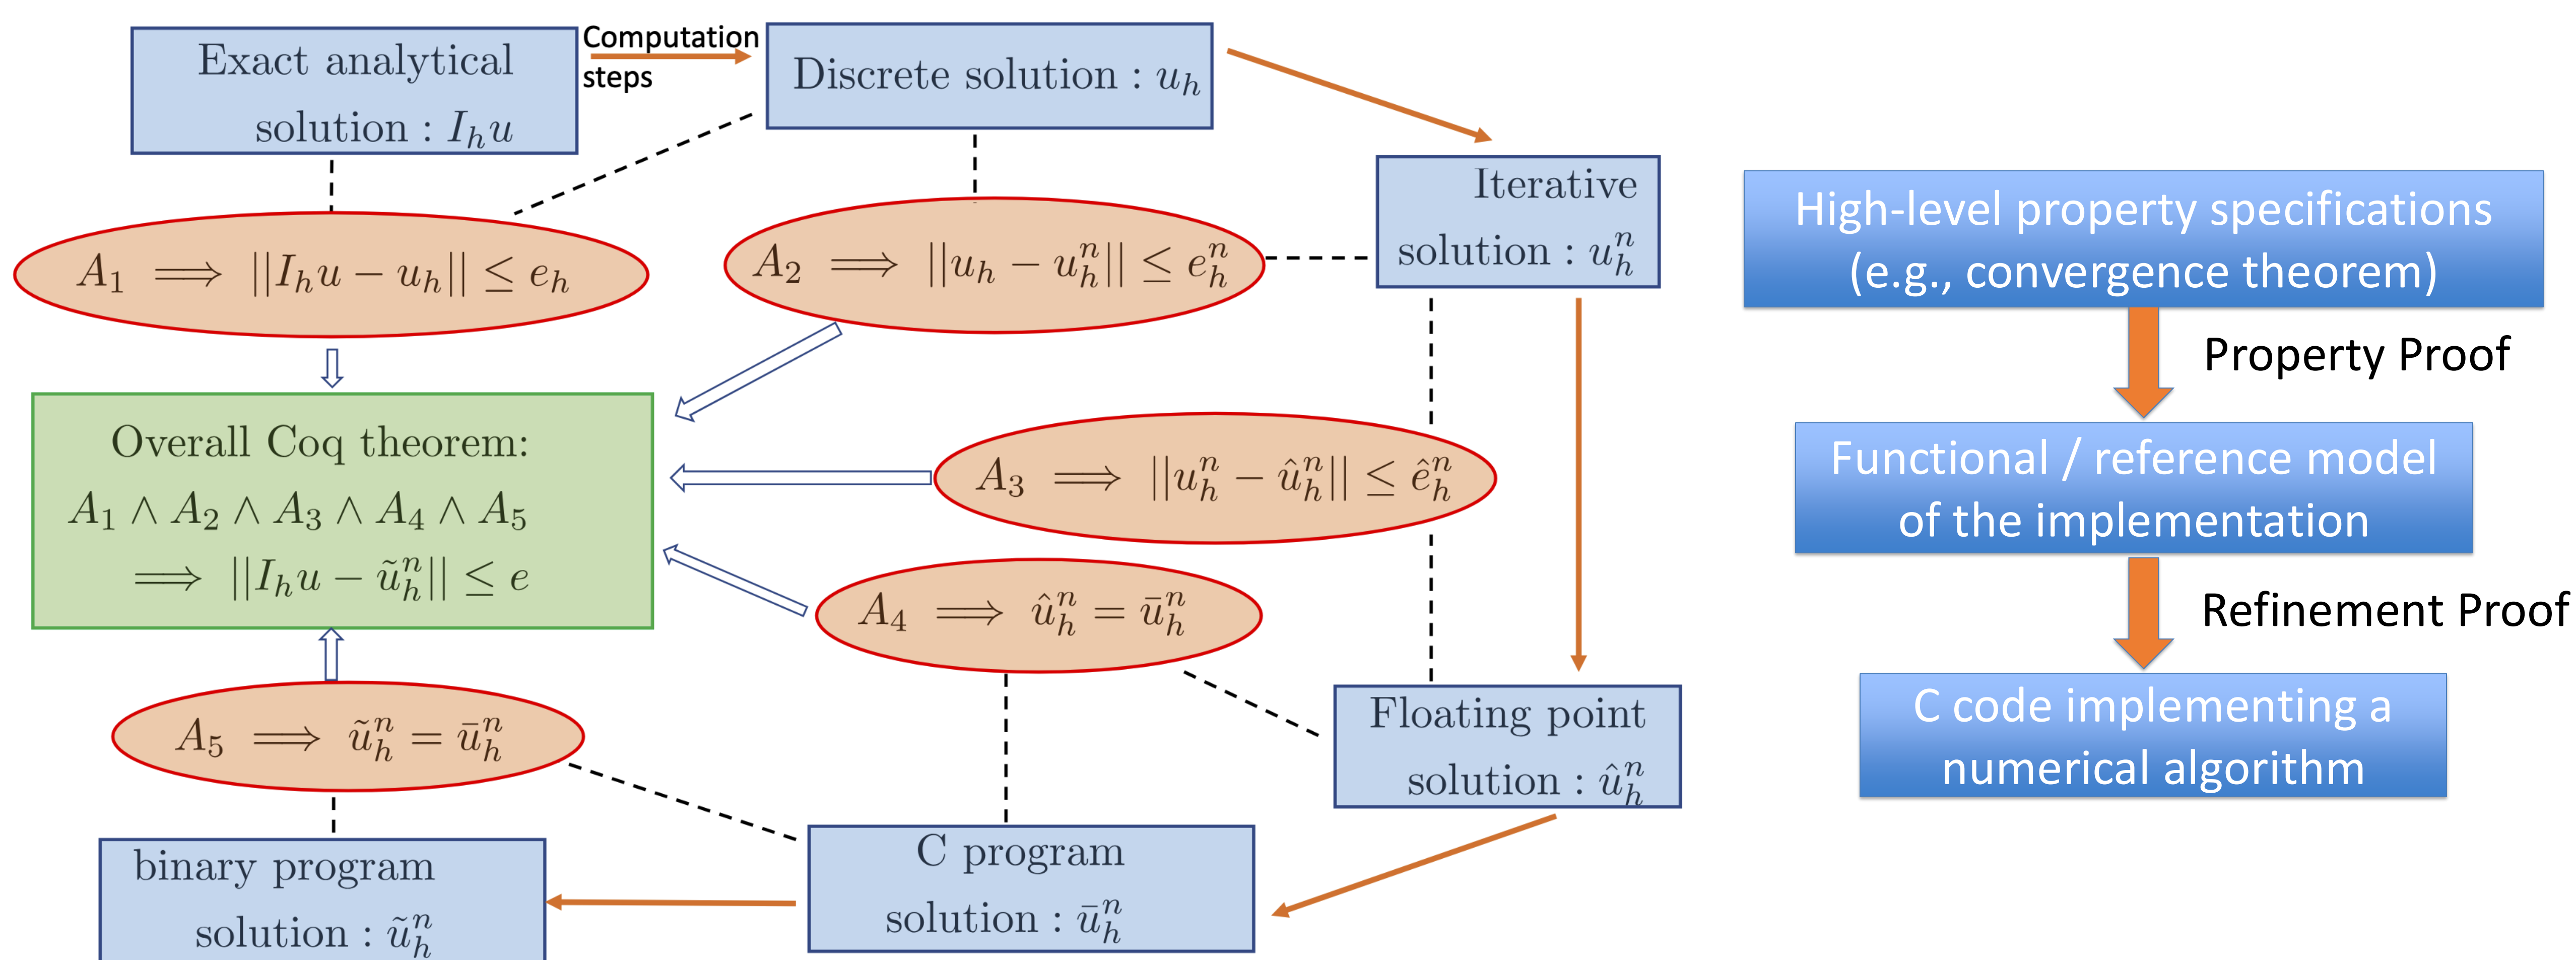 Exact analytical
solution : I_h u
Computation
steps
Discrete solution : u_h
Iterative
solution : u_h^n
A_1 ⟹ ||I_h u − u_h|| ≤ e_h
A_2 ⟹ ||u_h − u_h^n|| ≤ e_h^n
Overall Coq theorem:
A_1 ∧ A_2 ∧ A_3 ∧ A_4 ∧ A_5
⟹ ||I_h u − ũ_h^n|| ≤ e
A_3 ⟹ ||u_h^n − û_h^n|| ≤ ê_h^n
A_4 ⟹ û_h^n = ū_h^n
A_5 ⟹ ũ_h^n = ū_h^n
Floating point
solution : û_h^n
C program
solution : ū_h^n
binary program
solution : ũ_h^n
High-level property specifications
(e.g., convergence theorem)
Property Proof
Functional / reference model
of the implementation
Refinement Proof
C code implementing a
numerical algorithm